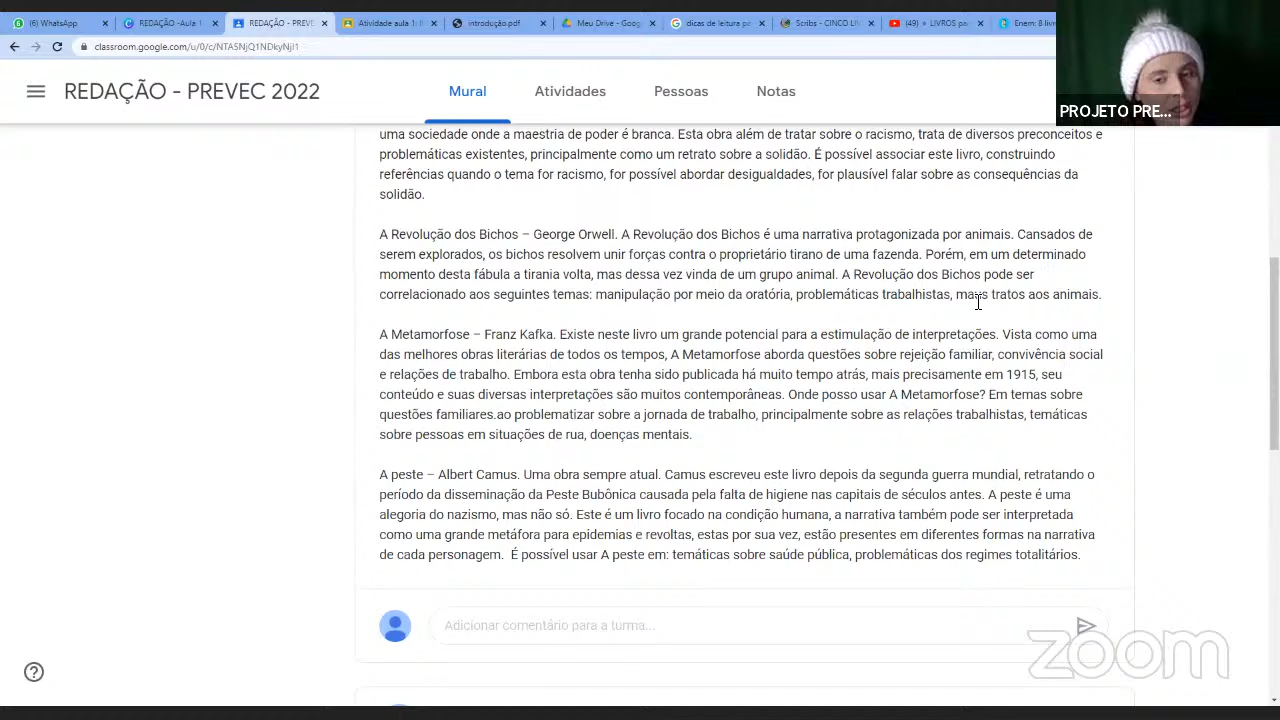 (6) WhatsApp
REDAÇÃO -Aula 1
REDAÇÃO - PREVEC
Atividade aula 1
introdução.pdf
Meu Drive - Goog
dicas de leitura pa
Scribs - CINCO LIV
(49) LIVROS pa
Enem: 8 livr
classroom.google.com/u/0/c/NTA5NjQ1NDkyNjI1
REDAÇÃO - PREVEC 2022
Mural
Atividades
Pessoas
Notas
PROJETO PRE...
uma sociedade onde a maestria de poder é branca. Esta obra além de tratar sobre o racismo, trata de diversos preconceitos e
problemáticas existentes, principalmente como um retrato sobre a solidão. É possível associar este livro, construindo
referências quando o tema for racismo, for possível abordar desigualdades, for plausível falar sobre as consequências da
solidão.
A Revolução dos Bichos – George Orwell. A Revolução dos Bichos é uma narrativa protagonizada por animais. Cansados de
serem explorados, os bichos resolvem unir forças contra o proprietário tirano de uma fazenda. Porém, em um determinado
momento desta fábula a tirania volta, mas dessa vez vinda de um grupo animal. A Revolução dos Bichos pode ser
correlacionado aos seguintes temas: manipulação por meio da oratória, problemáticas trabalhistas, maus tratos aos animais.
A Metamorfose – Franz Kafka. Existe neste livro um grande potencial para a estimulação de interpretações. Vista como uma
das melhores obras literárias de todos os tempos, A Metamorfose aborda questões sobre rejeição familiar, convivência social
e relações de trabalho. Embora esta obra tenha sido publicada há muito tempo atrás, mais precisamente em 1915, seu
conteúdo e suas diversas interpretações são muitos contemporâneas. Onde posso usar A Metamorfose? Em temas sobre
questões familiares.ao problematizar sobre a jornada de trabalho, principalmente sobre as relações trabalhistas, temáticas
sobre pessoas em situações de rua, doenças mentais.
A peste – Albert Camus. Uma obra sempre atual. Camus escreveu este livro depois da segunda guerra mundial, retratando o
período da disseminação da Peste Bubônica causada pela falta de higiene nas capitais de séculos antes. A peste é uma
alegoria do nazismo, mas não só. Este é um livro focado na condição humana, a narrativa também pode ser interpretada
como uma grande metáfora para epidemias e revoltas, estas por sua vez, estão presentes em diferentes formas na narrativa
de cada personagem.  É possível usar A peste em: temáticas sobre saúde pública, problemáticas dos regimes totalitários.
Adicionar comentário para a turma...
zoom